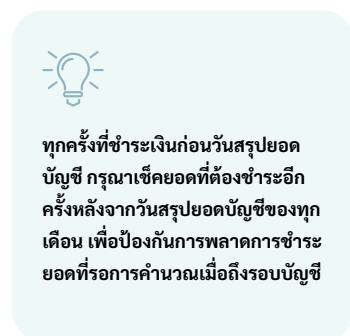 ทุกครั้งที่ชำระเงินก่อนวันสรุปยอด
บัญชี กรุณาเช็คยอดที่ต้องชำระอีก
ครั้งหลังจากวันสรุปยอดบัญชีของทุก
เดือน เพื่อป้องกันการพลาดการชำระ
ยอดที่รอการคำนวณเมื่อถึงรอบบัญชี